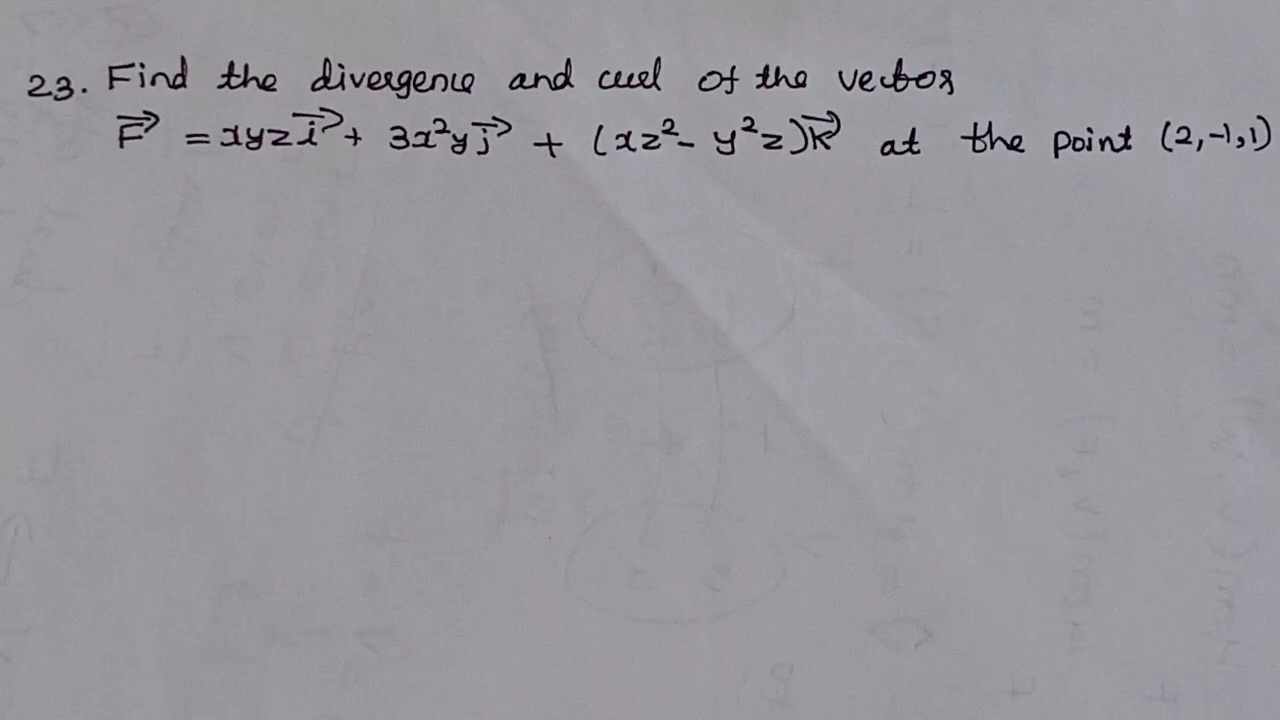 23. Find the divergence and curl of the vector
F⃗ = xyz i⃗ + 3x²y j⃗ + (xz² - y²z) k⃗ at the point (2,-1,1)